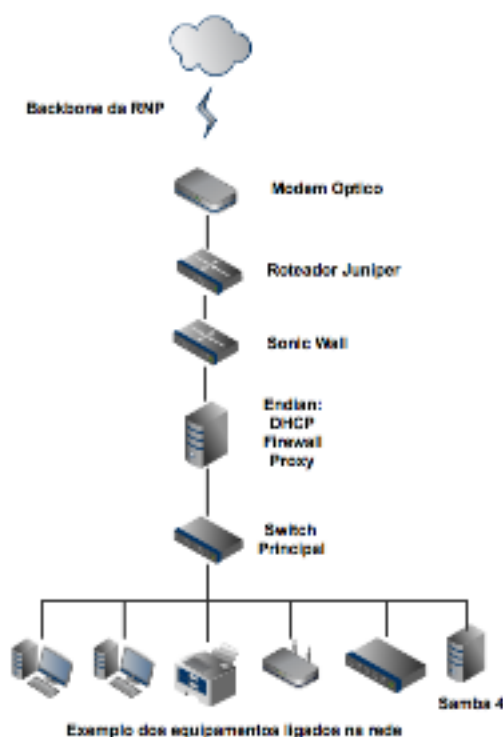 Backbone da RNP
Modem Optico
Roteador Juniper
Sonic Wall
Endian:
DHCP
Firewall
Proxy
Switch
Principal
Samba 4
Exemplo dos equipamentos ligados na rede